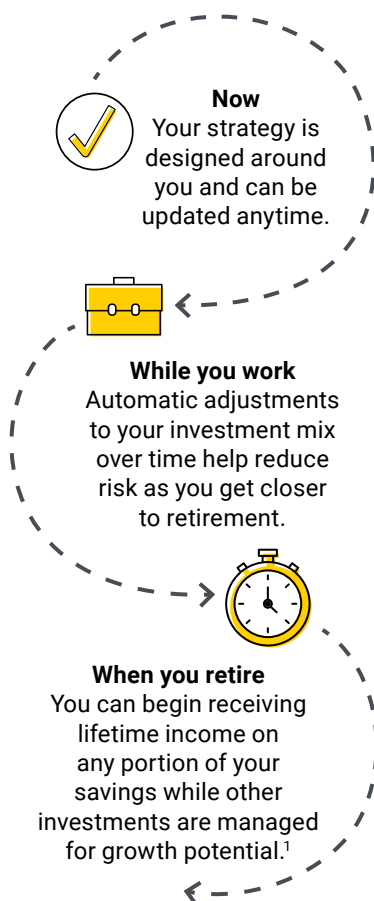 Now
Your strategy is
designed around
you and can be
updated anytime.
While you work
Automatic adjustments
to your investment mix
over time help reduce
risk as you get closer
to retirement.
When you retire
You can begin receiving
lifetime income on
any portion of your
savings while other
investments are managed
for growth potential.¹